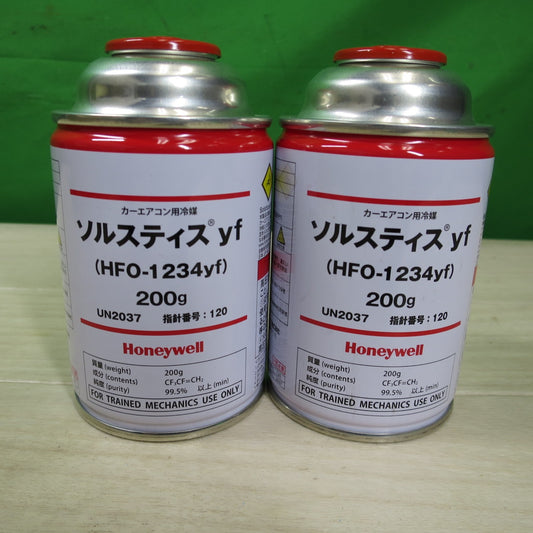 カーエアコン用冷媒
ソルスティス® yf
(HFO-1234yf)
200g
UN2037 指針番号：120
Honeywell
質量 (weight) 200g
成分 (contents) CF₃CF=CH₂
純度 (purity) 99.5% 以上 (min)
FOR TRAINED MECHANICS USE ONLY
カーエアコン用冷媒
ソルスティス® yf
(HFO-1234yf)
200g
UN2037 指針番号：120
Honeywell
質量 (weight) 200g
成分 (contents) CF₃CF=CH₂
純度 (purity) 99.5% 以上 (min)
FOR TRAINED MECHANICS USE ONLY